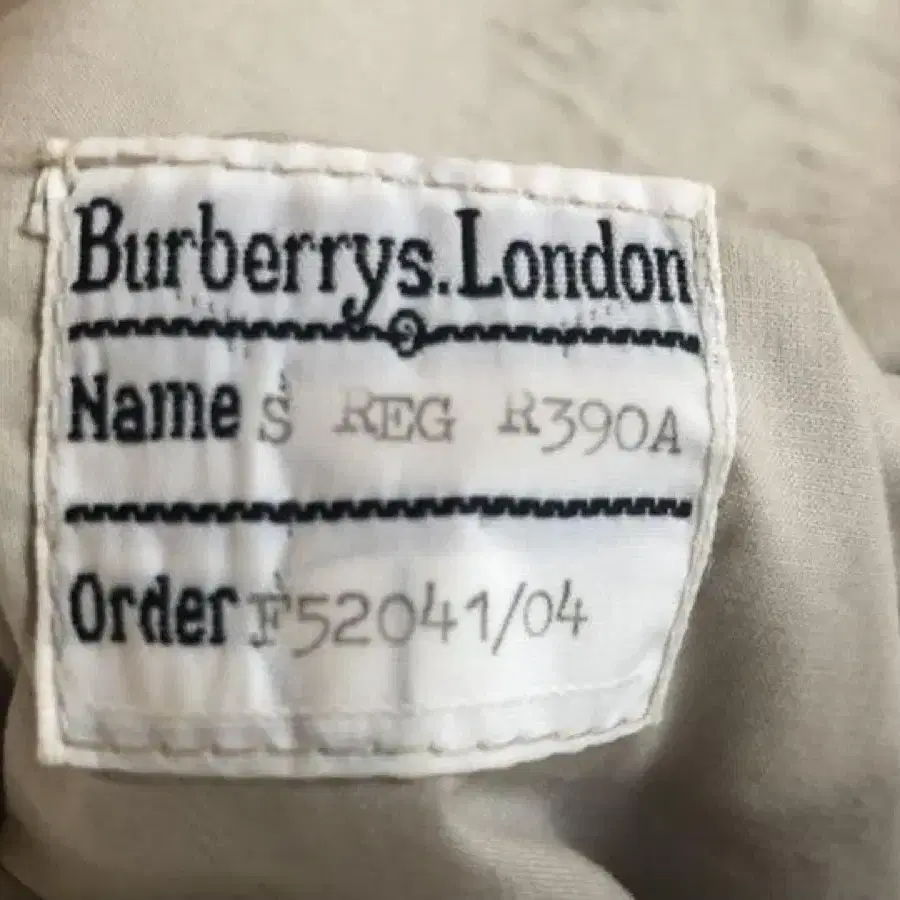 Burberrys.London
Name S REG R390A
Order F52041/04